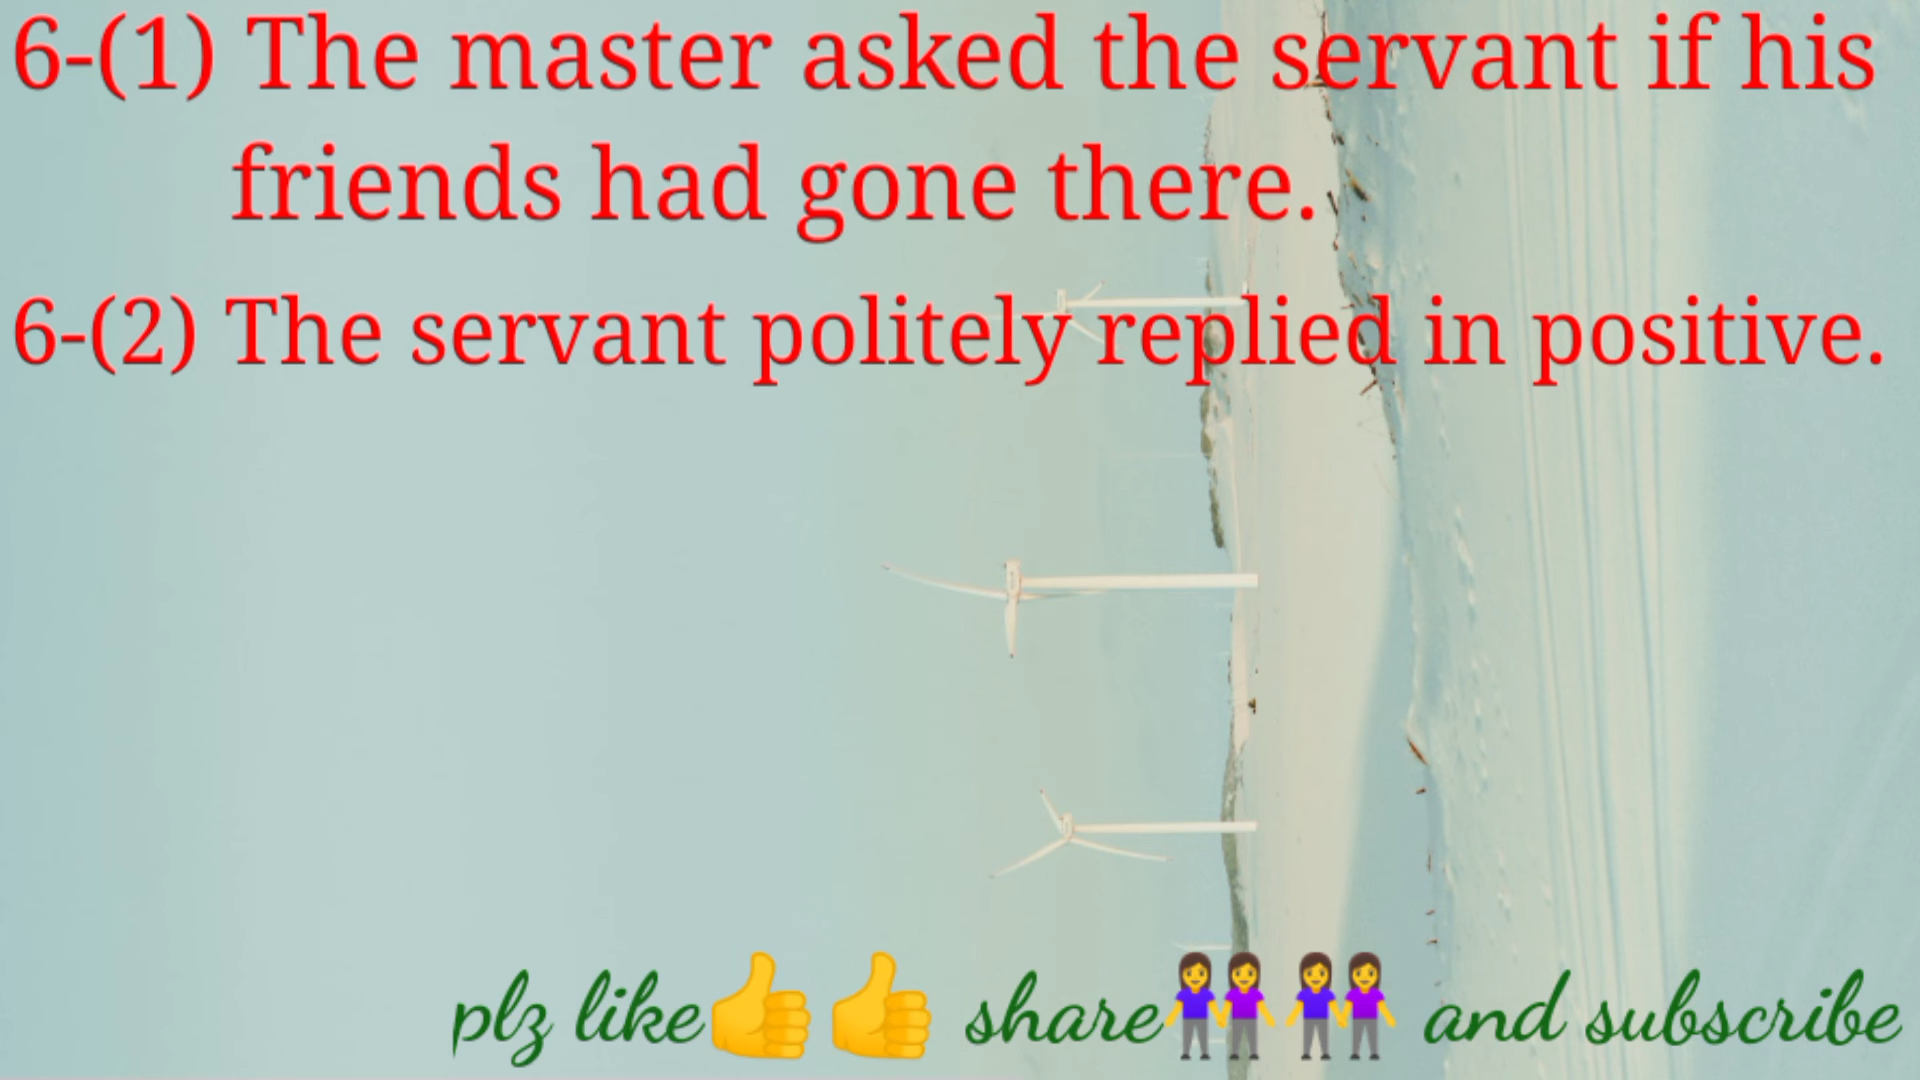 6-(1) The master asked the servant if his
friends had gone there.
6-(2) The servant politely replied in positive.
plz like👍👍 share👭👭 and subscribe